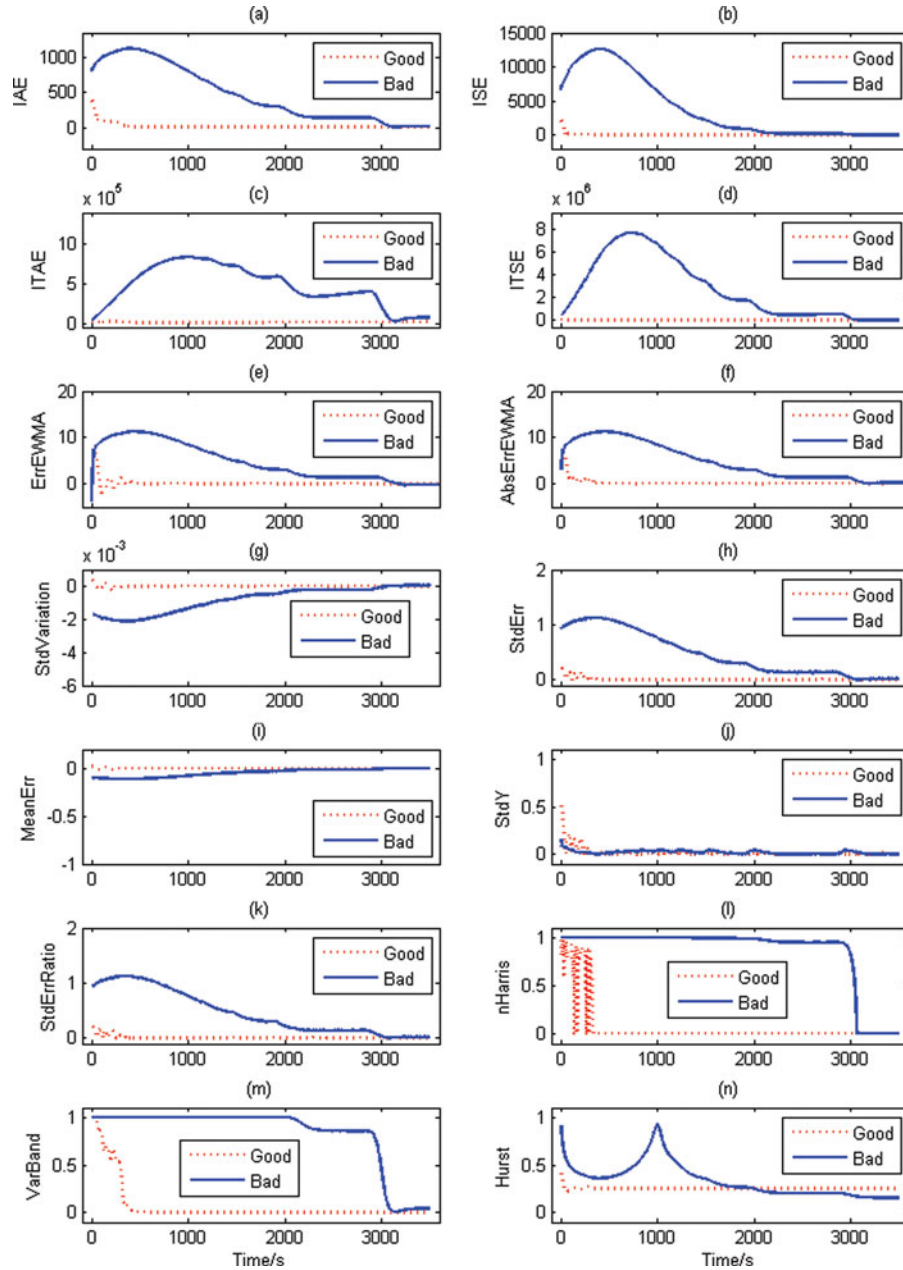 (a)
IAE
1000
500
0
Good
Bad
0 1000 2000 3000
(b)
ISE
15000
10000
5000
0
Good
Bad
0 1000 2000 3000
(c)
x 10^5
ITAE
10
5
0
Good
Bad
0 1000 2000 3000
(d)
x 10^6
ITSE
8
6
4
2
0
Good
Bad
0 1000 2000 3000
(e)
ErrEWMA
20
10
0
Good
Bad
0 1000 2000 3000
(f)
AbsErrEWMA
20
10
0
Good
Bad
0 1000 2000 3000
(g)
x 10^-3
StdVariation
0
-2
-4
-6
Good
Bad
0 1000 2000 3000
(h)
StdErr
2
1
0
Good
Bad
0 1000 2000 3000
(i)
MeanErr
0
-0.5
-1
Good
Bad
0 1000 2000 3000
(j)
StdY
1
0.5
0
Good
Bad
0 1000 2000 3000
(k)
StdErrRatio
2
1
0
Good
Bad
0 1000 2000 3000
(l)
nHarris
1
0.5
0
Good
Bad
0 1000 2000 3000
(m)
VarBand
1
0.5
0
Good
Bad
0 1000 2000 3000
Time/s
(n)
Hurst
1
0.5
0
Good
Bad
0 1000 2000 3000
Time/s